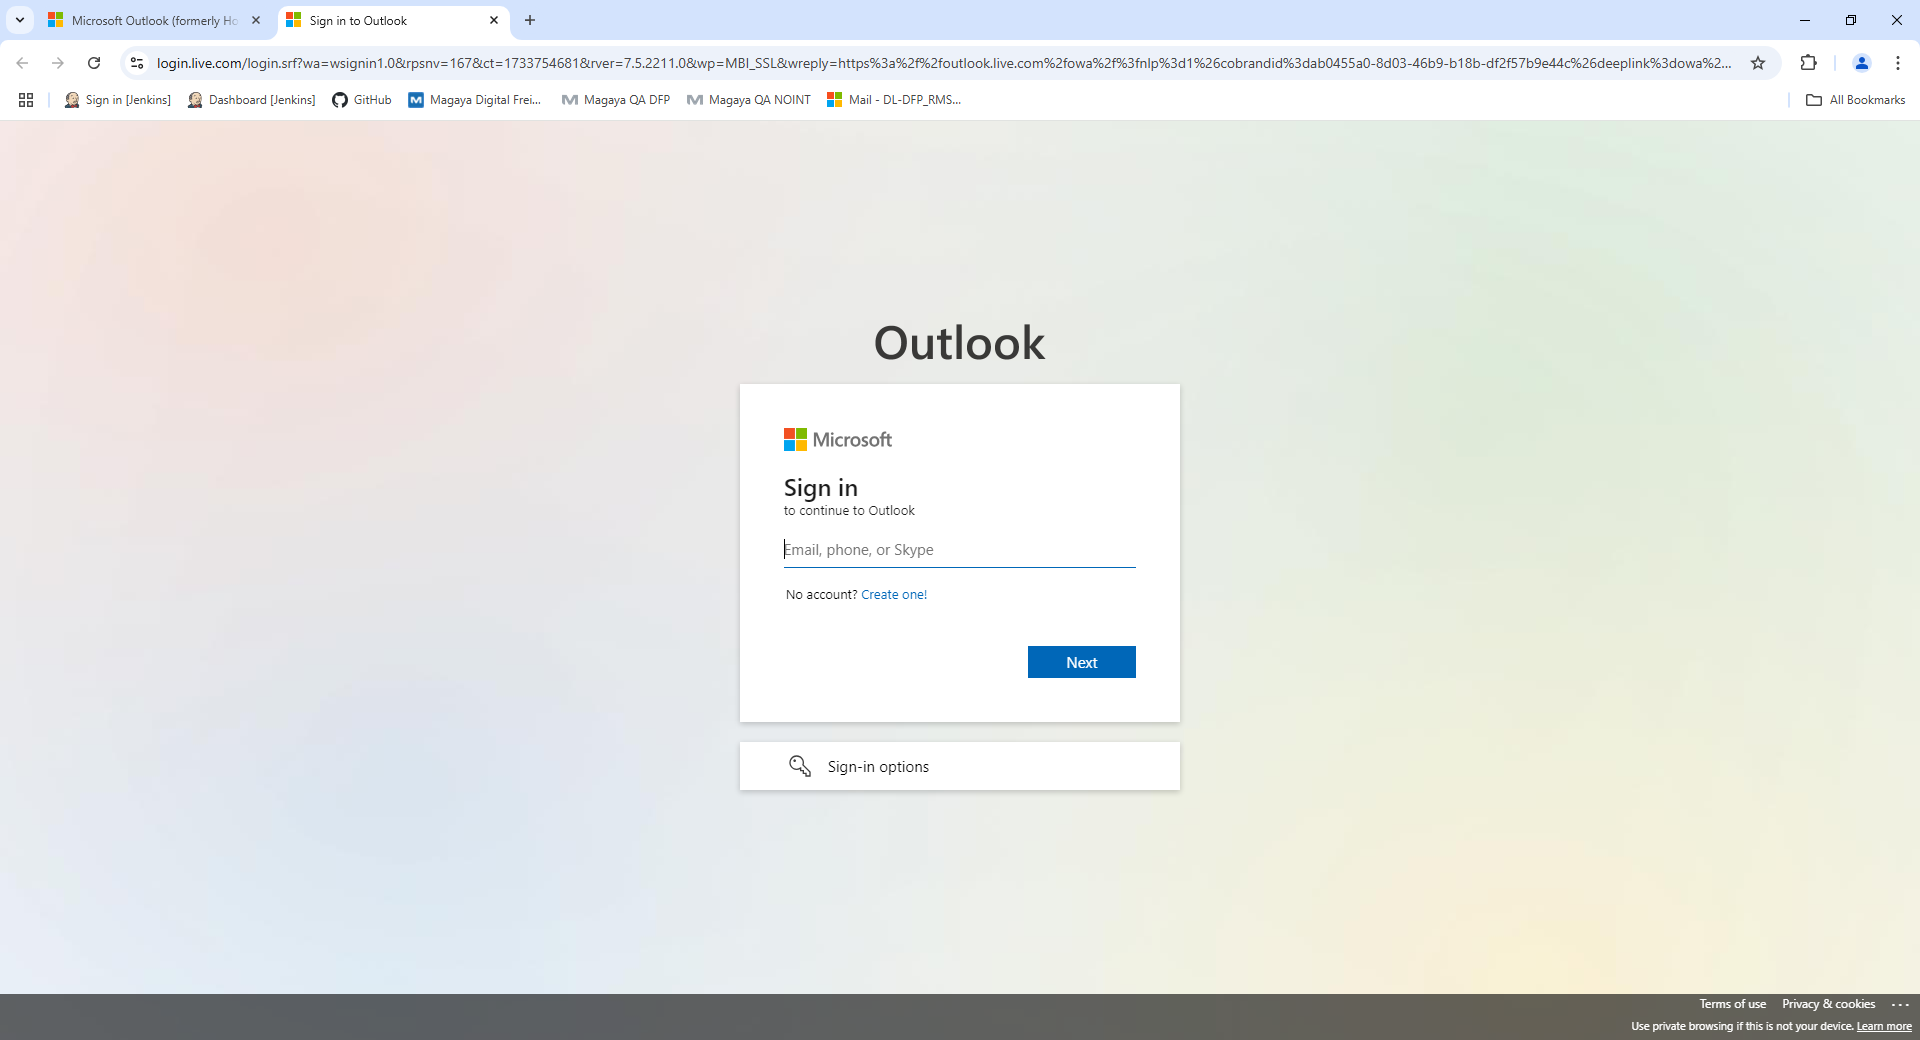 Microsoft Outlook (formerly Ho
Sign in to Outlook
login.live.com/login.srf?wa=wsignin1.0&rpsnv=167&ct=1733754681&rver=7.5.2211.0&wp=MBI_SSL&wreply=https%3a%2f%2foutlook.live.com%2fowa%2f%3fnlp%3d1%26cobrandid%3dab0455a0-8d03-46b9-b18b-df2f57b9e44c%26deeplink%3dowa%2...
Sign in [Jenkins]
Dashboard [Jenkins]
GitHub
Magaya Digital Frei...
Magaya QA DFP
Magaya QA NOINT
Mail - DL-DFP_RMS...
All Bookmarks
Outlook
Microsoft
Sign in
to continue to Outlook
Email, phone, or Skype
No account? Create one!
Next
Sign-in options
Terms of use
Privacy & cookies
...
Use private browsing if this is not your device. Learn more